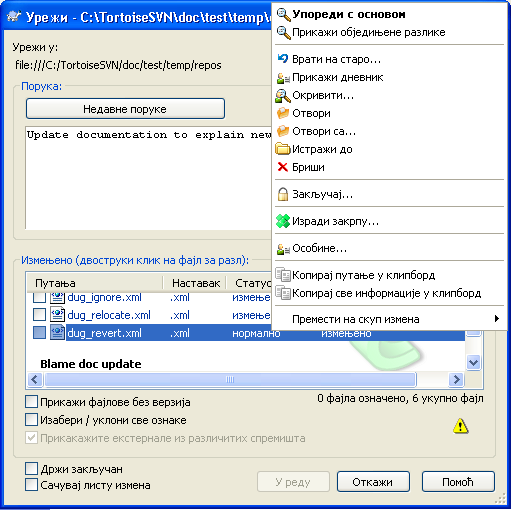 Урежи - C:\TortoiseSVN\doc\test\temp\
Урежи у:
file:///C:/TortoiseSVN/doc/test/temp/repos
Порука:
Недавне поруке
Update documentation to explain new
Измењено (двоструки клик на фајл за разл):
Путања Наставак Статус
dug_ignore.xml .xml измење
dug_relocate.xml .xml измење
dug_revert.xml .xml нормално измењено
Blame doc update
Прикажи фајлове без верзија
0 фајла означено, 6 укупно фајл
Изабери / уклони све ознаке
Прикакажите екстернале из различитих спремишта
Држи закључан
Сачувај листу измена
У реду
Откажи
Помоћ
Упореди с основом
Прикажи обједињене разлике
Врати на старо...
Прикажи дневник
Окривити...
Отвори
Отвори са...
Истражи до
Бриши
Закључај...
Изради закрпу...
Особине...
Копирај путање у клипборд
Копирај све информације у клипборд
Премести на скуп измена